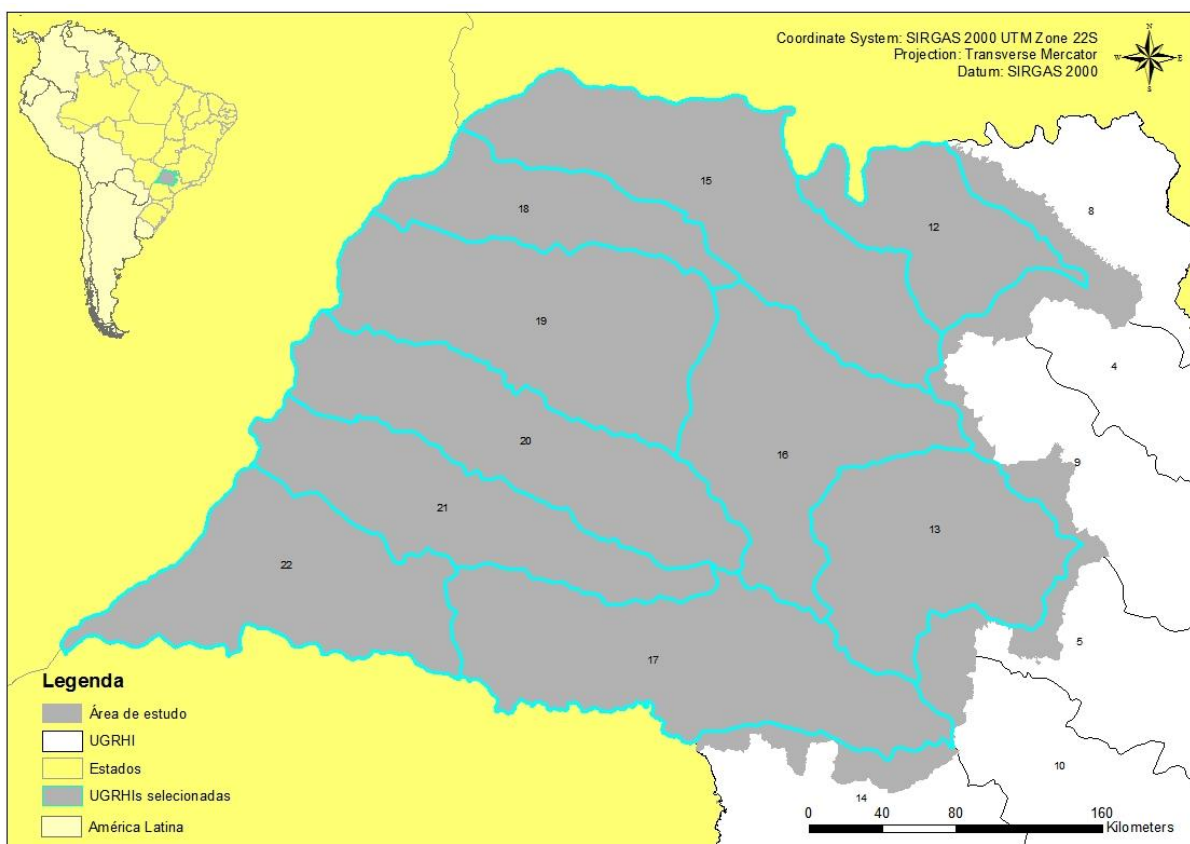 Coordinate System: SIRGAS 2000 UTM Zone 22S
Projection: Transverse Mercator
Datum: SIRGAS 2000
N
W
E
S
15
18
12
8
19
4
20
16
9
21
13
22
17
5
10
14
Legenda
Área de estudo
UGRHI
Estados
UGRHIs selecionadas
América Latina
0 40 80 160
Kilometers